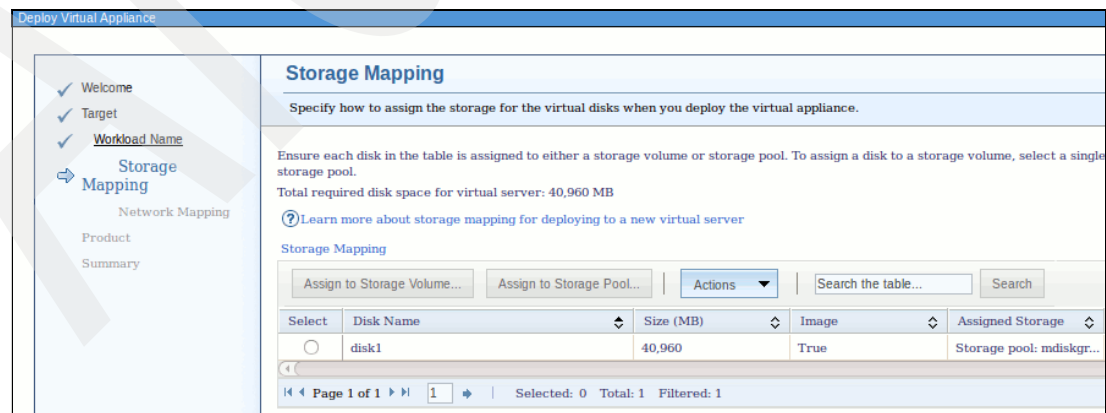 Deploy Virtual Appliance
Welcome
Target
Workload Name
Storage
Mapping
Network Mapping
Product
Summary
Storage Mapping
Specify how to assign the storage for the virtual disks when you deploy the virtual appliance.
Ensure each disk in the table is assigned to either a storage volume or storage pool. To assign a disk to a storage volume, select a single
storage pool.
Total required disk space for virtual server: 40,960 MB
?Learn more about storage mapping for deploying to a new virtual server
Storage Mapping
Assign to Storage Volume... Assign to Storage Pool... Actions Search the table... Search
Select Disk Name Size (MB) Image Assigned Storage
disk1 40,960 True Storage pool: mdiskgr...
Page 1 of 1 1 Selected: 0 Total: 1 Filtered: 1